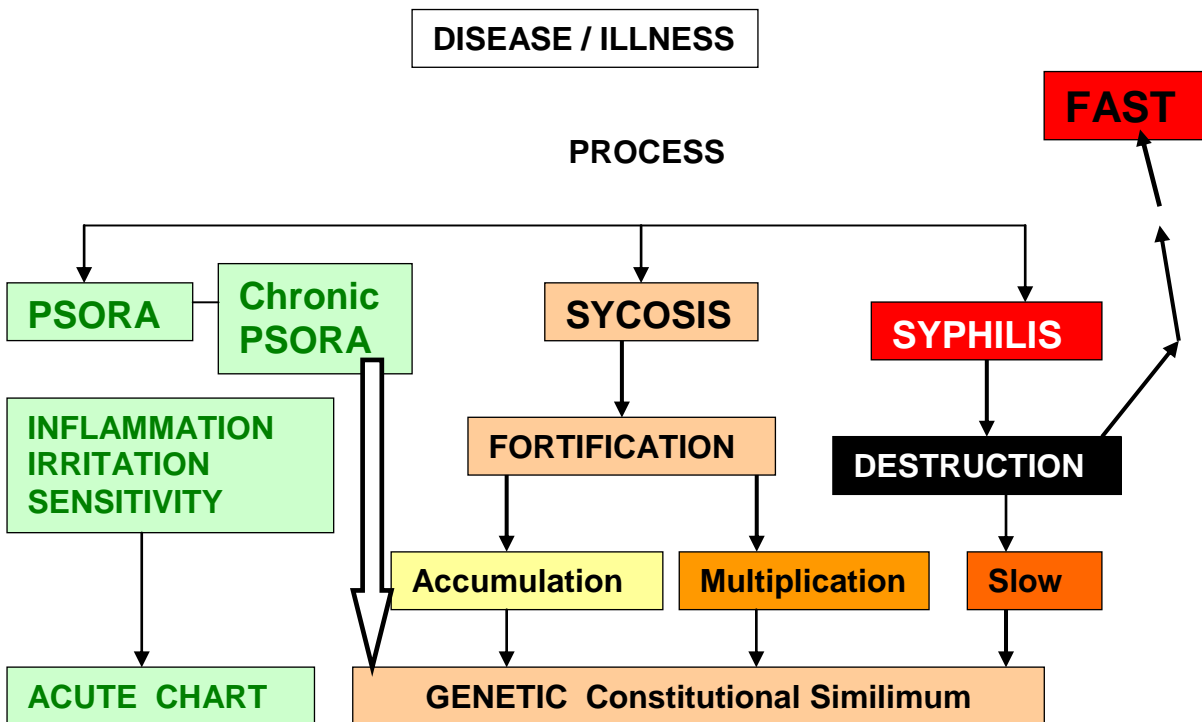 DISEASE / ILLNESS
FAST
PROCESS
PSORA
Chronic
PSORA
SYCOSIS
SYPHILIS
INFLAMMATION
IRRITATION
SENSITIVITY
FORTIFICATION
DESTRUCTION
Accumulation
Multiplication
Slow
ACUTE CHART
GENETIC Constitutional Similimum